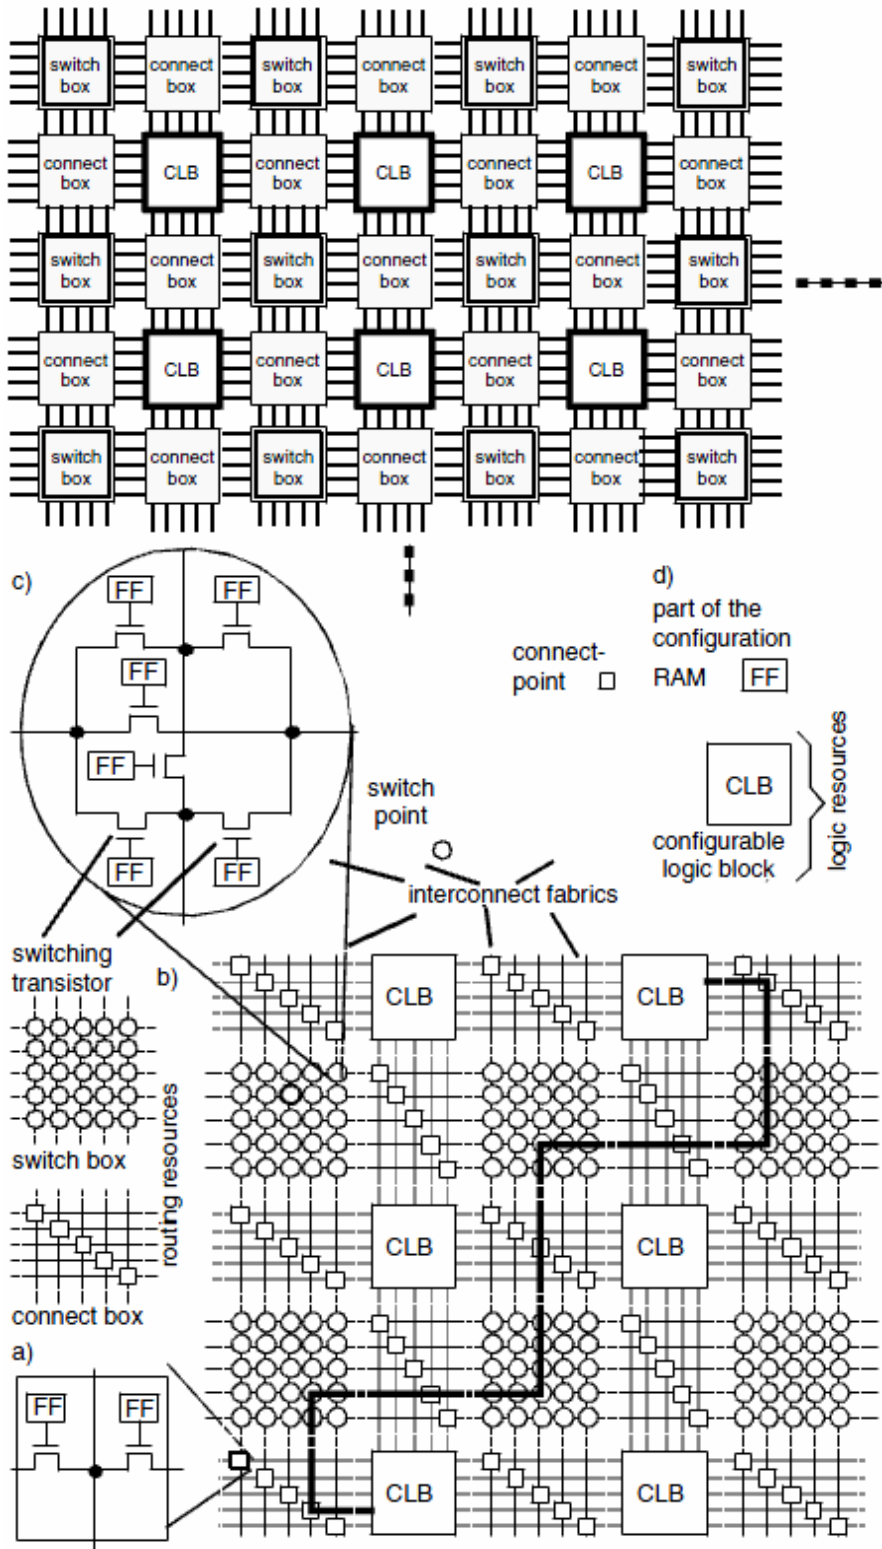 switch connect switch connect switch connect switch
box box box box box box box
connect CLB connect CLB connect CLB connect
box box box box
switch connect switch connect switch connect switch
box box box box box box box
connect CLB connect CLB connect CLB connect
box box box box
switch connect switch connect switch connect switch
box box box box box box box
c)
FF FF
FF
FF
FF FF
d)
part of the
configuration
RAM FF
connect-
point
CLB
configurable
logic block
logic resources
switch
point
interconnect fabrics
switching
transistor
b)
switch box
connect box
routing resources
a)
FF FF
CLB CLB
CLB CLB
CLB CLB